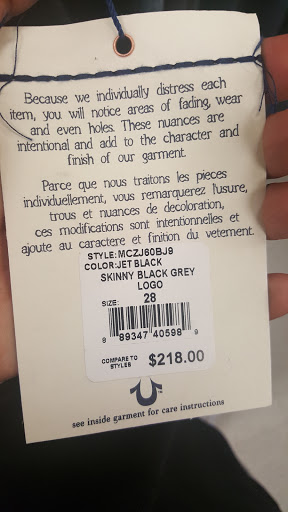 Because we individually distress each
item, you will notice areas of fading, wear
and even holes. These nuances are
intentional and add to the character and
finish of our garment.
Parce que nous traitons les pieces
individuellement, vous remarquerez l'usure,
trous et nuances de decoloration,
ces modifications sont intentionnelles et
ajoute au caractere et finition du vetement.
STYLE: MCZJ60BJ9
COLOR: JET BLACK
SKINNY BLACK GREY
LOGO
SIZE: 28
8 89347 40598 9
COMPARE TO
STYLES $218.00
see inside garment for care instructions